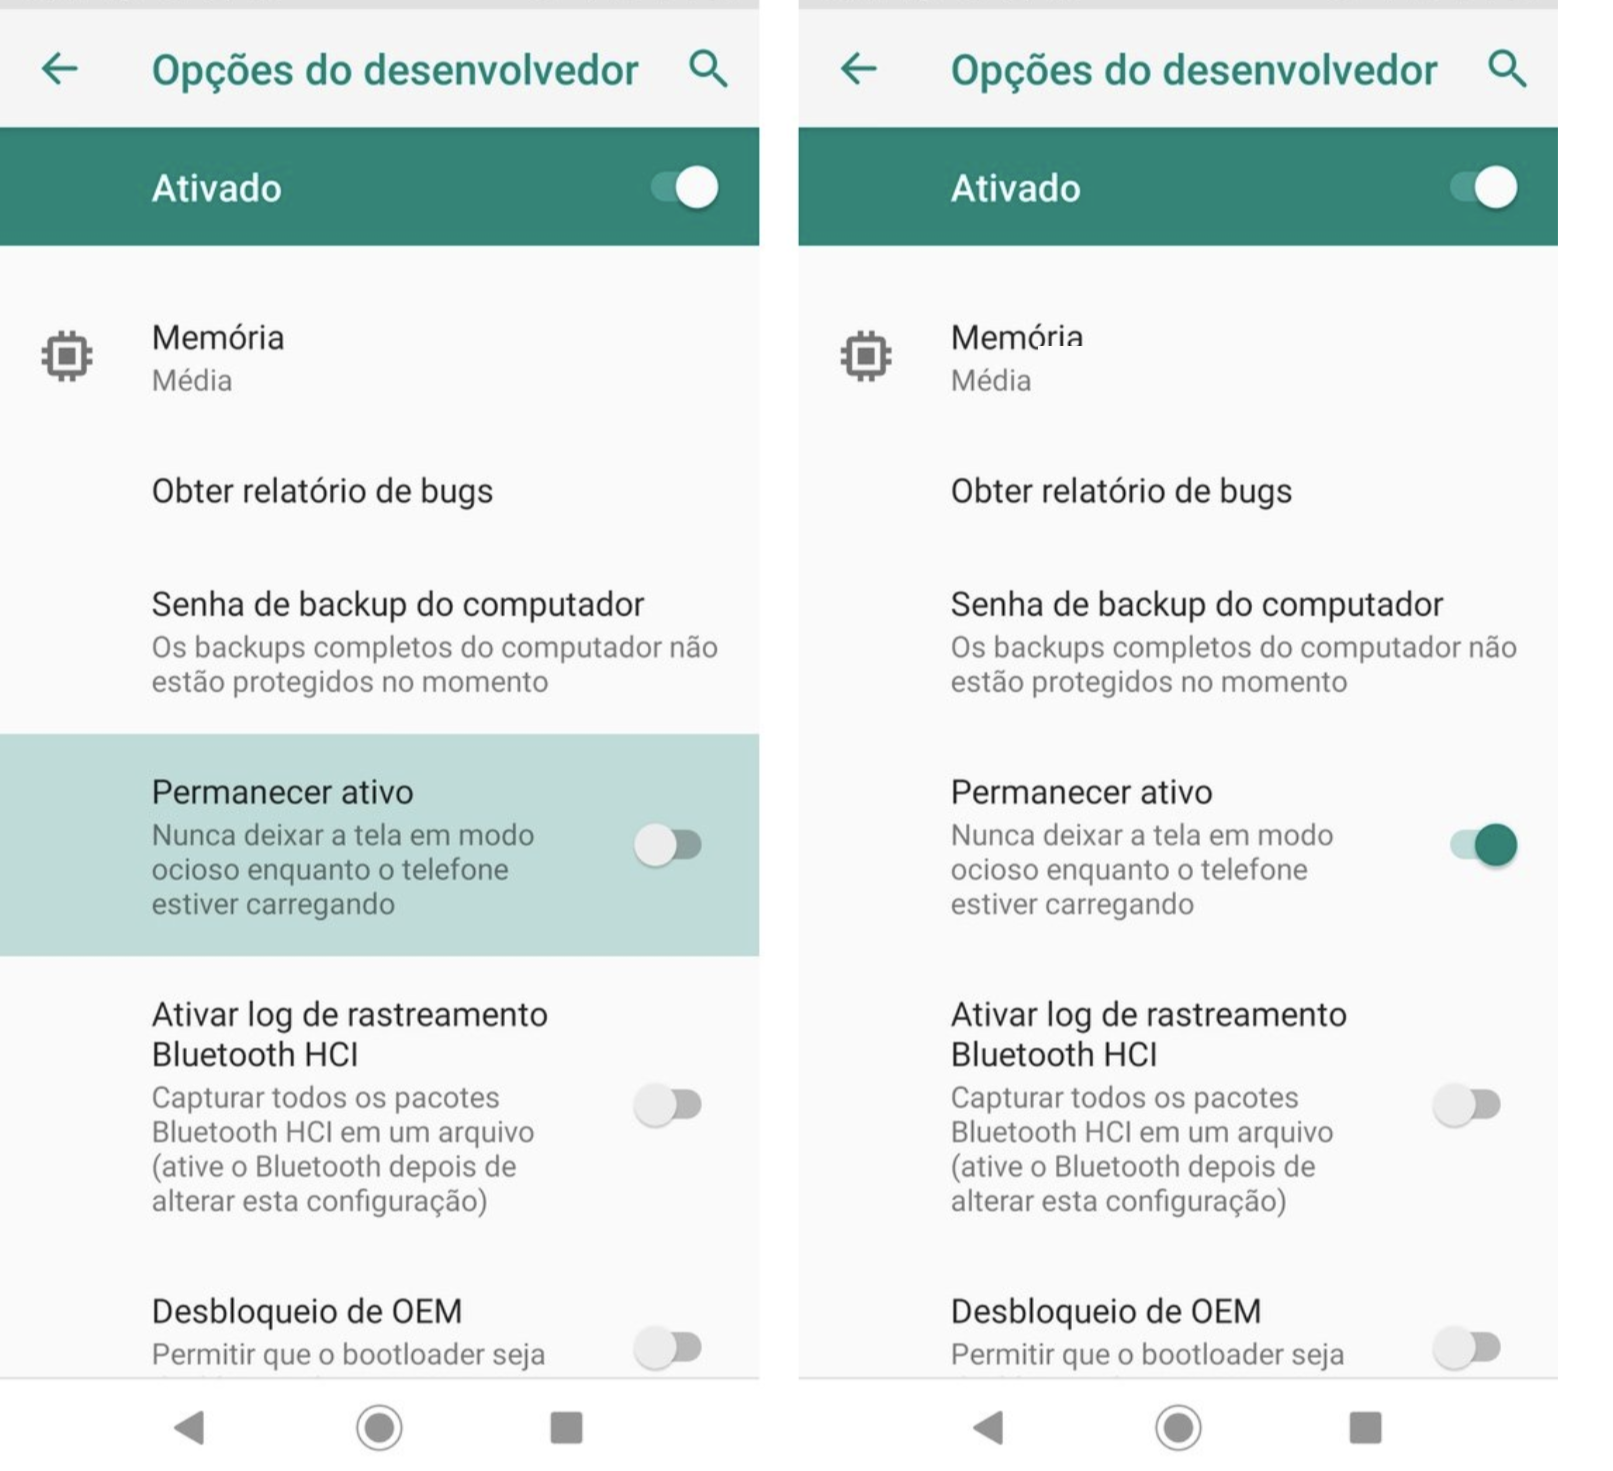 Opções do desenvolvedor
Ativado
Memória
Média
Obter relatório de bugs
Senha de backup do computador
Os backups completos do computador não
estão protegidos no momento
Permanecer ativo
Nunca deixar a tela em modo
ocioso enquanto o telefone
estiver carregando
Ativar log de rastreamento
Bluetooth HCI
Capturar todos os pacotes
Bluetooth HCI em um arquivo
(ative o Bluetooth depois de
alterar esta configuração)
Desbloqueio de OEM
Permitir que o bootloader seja
Opções do desenvolvedor
Ativado
Memória
Média
Obter relatório de bugs
Senha de backup do computador
Os backups completos do computador não
estão protegidos no momento
Permanecer ativo
Nunca deixar a tela em modo
ocioso enquanto o telefone
estiver carregando
Ativar log de rastreamento
Bluetooth HCI
Capturar todos os pacotes
Bluetooth HCI em um arquivo
(ative o Bluetooth depois de
alterar esta configuração)
Desbloqueio de OEM
Permitir que o bootloader seja